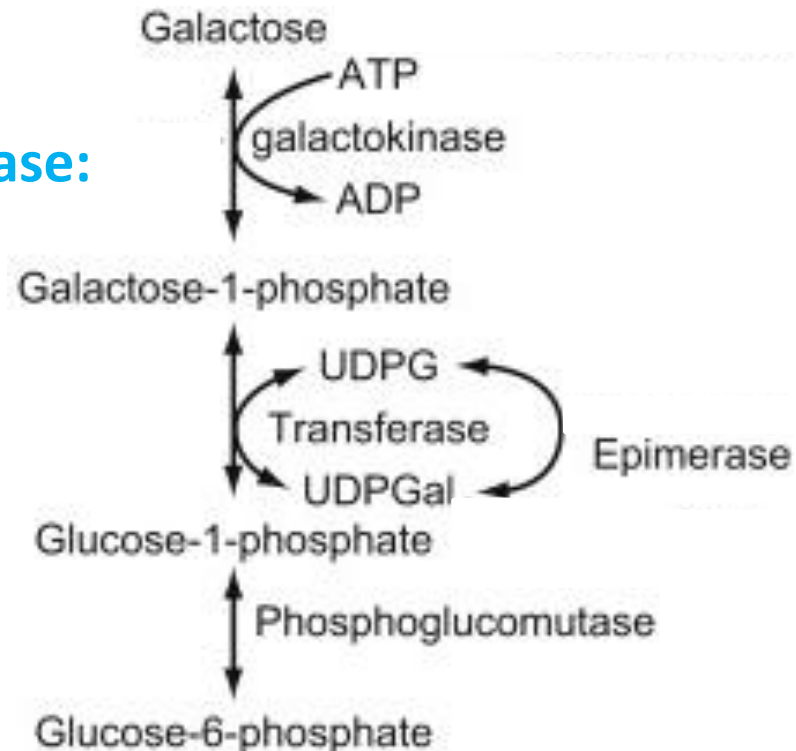 Galactose
ATP
galactokinase
ase:
ADP
Galactose-1-phosphate
UDPG
Transferase
Epimerase
UDPGal
Glucose-1-phosphate
Phosphoglucomutase
Glucose-6-phosphate